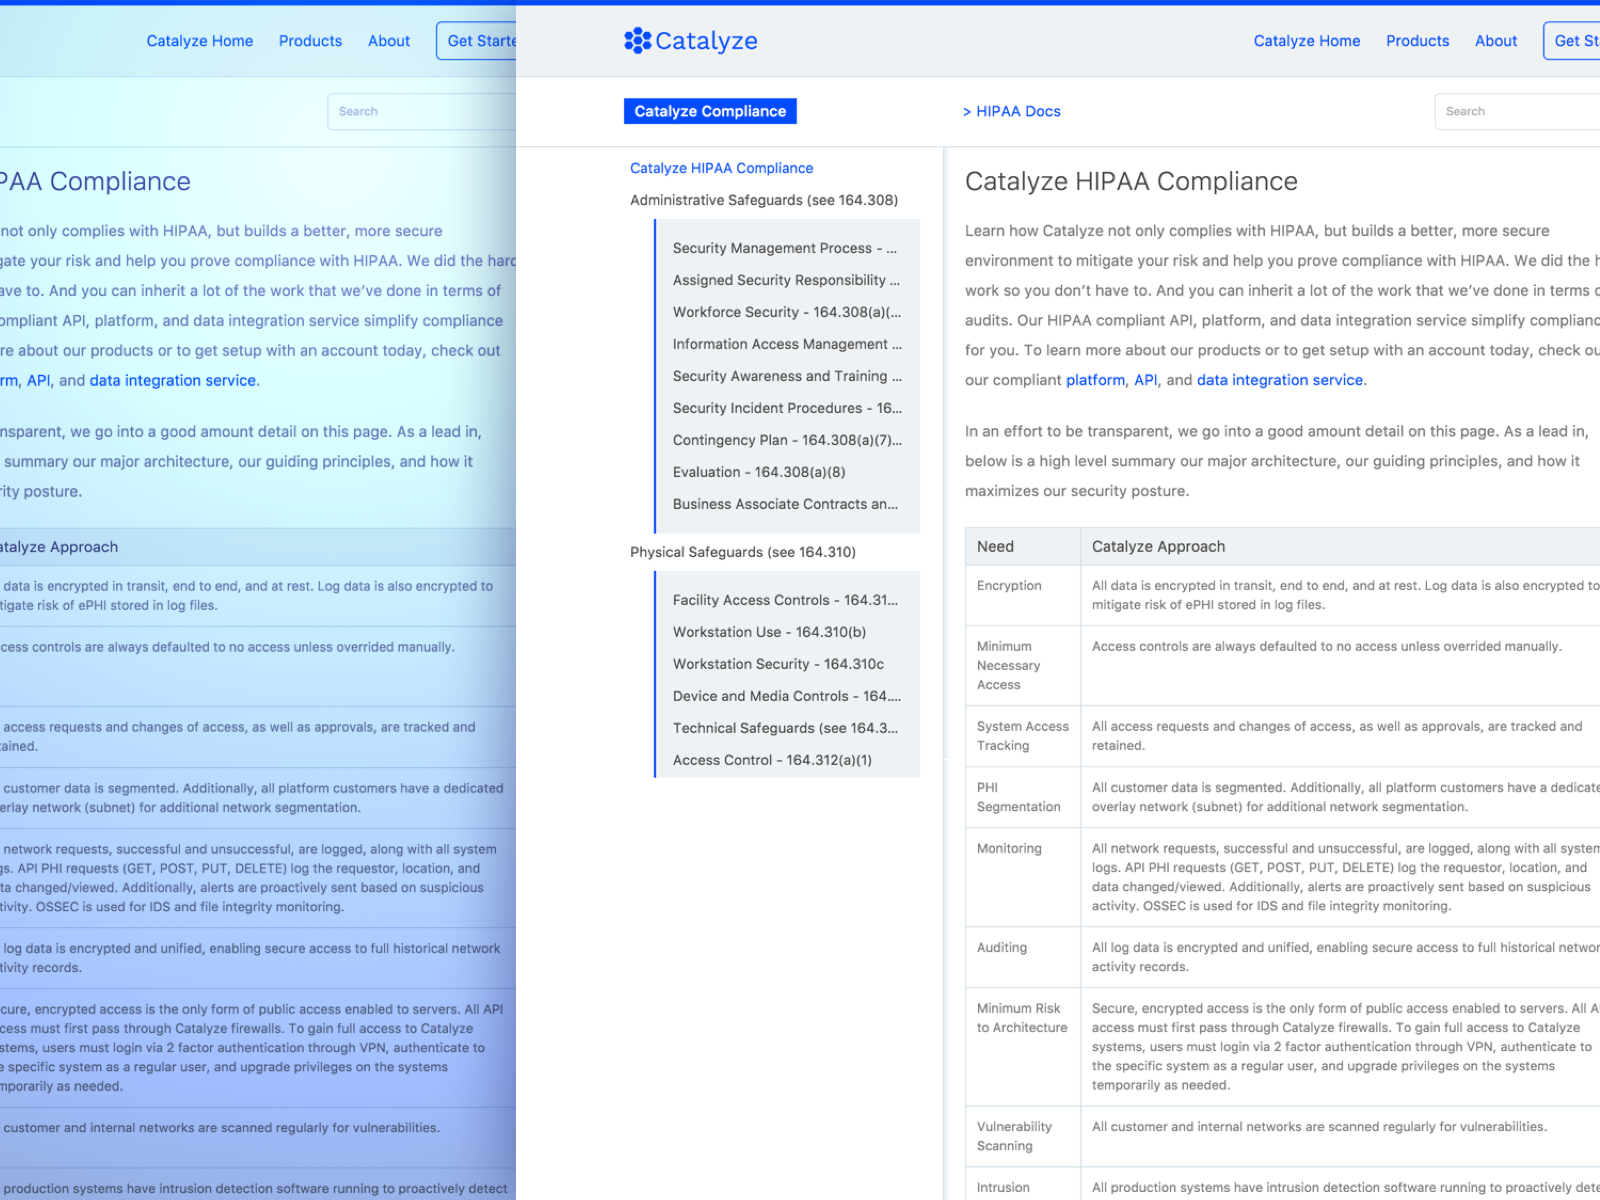 Catalyze Home Products About Get Starte
Search
PAA Compliance
not only complies with HIPAA, but builds a better, more secure
gate your risk and help you prove compliance with HIPAA. We did the hard
ave to. And you can inherit a lot of the work that we've done in terms of
ompliant API, platform, and data integration service simplify compliance
re about our products or to get setup with an account today, check out
rm, API, and data integration service.
nsparent, we go into a good amount detail on this page. As a lead in,
summary our major architecture, our guiding principles, and how it
rity posture.
atalyze Approach
data is encrypted in transit, end to end, and at rest. Log data is also encrypted to
itigate risk of ePHI stored in log files.
ccess controls are always defaulted to no access unless overrided manually.
access requests and changes of access, as well as approvals, are tracked and
tained.
customer data is segmented. Additionally, all platform customers have a dedicated
erlay network (subnet) for additional network segmentation.
network requests, successful and unsuccessful, are logged, along with all system
gs. API PHI requests (GET, POST, PUT, DELETE) log the requestor, location, and
ta changed/viewed. Additionally, alerts are proactively sent based on suspicious
tivity. OSSEC is used for IDS and file integrity monitoring.
log data is encrypted and unified, enabling secure access to full historical network
tivity records.
cure, encrypted access is the only form of public access enabled to servers. All API
cess must first pass through Catalyze firewalls. To gain full access to Catalyze
stems, users must login via 2 factor authentication through VPN, authenticate to
e specific system as a regular user, and upgrade privileges on the systems
mporarily as needed.
customer and internal networks are scanned regularly for vulnerabilities.
production systems have intrusion detection software running to proactively detect
Catalyze
Catalyze Home Products About Get St
Catalyze Compliance
> HIPAA Docs
Search
Catalyze HIPAA Compliance
Administrative Safeguards (see 164.308)
Security Management Process - ...
Assigned Security Responsibility ...
Workforce Security - 164.308(a)(...
Information Access Management ...
Security Awareness and Training ...
Security Incident Procedures - 16...
Contingency Plan - 164.308(a)(7)...
Evaluation - 164.308(a)(8)
Business Associate Contracts an...
Physical Safeguards (see 164.310)
Facility Access Controls - 164.31...
Workstation Use - 164.310(b)
Workstation Security - 164.310c
Device and Media Controls - 164....
Technical Safeguards (see 164.3...
Access Control - 164.312(a)(1)
Catalyze HIPAA Compliance
Learn how Catalyze not only complies with HIPAA, but builds a better, more secure
environment to mitigate your risk and help you prove compliance with HIPAA. We did the h
work so you don't have to. And you can inherit a lot of the work that we've done in terms o
audits. Our HIPAA compliant API, platform, and data integration service simplify complianc
for you. To learn more about our products or to get setup with an account today, check ou
our compliant platform, API, and data integration service.
In an effort to be transparent, we go into a good amount detail on this page. As a lead in,
below is a high level summary our major architecture, our guiding principles, and how it
maximizes our security posture.
Need Catalyze Approach
Encryption
All data is encrypted in transit, end to end, and at rest. Log data is also encrypted to
mitigate risk of ePHI stored in log files.
Minimum
Necessary
Access
Access controls are always defaulted to no access unless overrided manually.
System Access
Tracking
All access requests and changes of access, as well as approvals, are tracked and
retained.
PHI
Segmentation
All customer data is segmented. Additionally, all platform customers have a dedicate
overlay network (subnet) for additional network segmentation.
Monitoring
All network requests, successful and unsuccessful, are logged, along with all system
logs. API PHI requests (GET, POST, PUT, DELETE) log the requestor, location, and
data changed/viewed. Additionally, alerts are proactively sent based on suspicious
activity. OSSEC is used for IDS and file integrity monitoring.
Auditing
All log data is encrypted and unified, enabling secure access to full historical networ
activity records.
Minimum Risk
to Architecture
Secure, encrypted access is the only form of public access enabled to servers. All A
access must first pass through Catalyze firewalls. To gain full access to Catalyze
systems, users must login via 2 factor authentication through VPN, authenticate to
the specific system as a regular user, and upgrade privileges on the systems
temporarily as needed.
Vulnerability
Scanning
All customer and internal networks are scanned regularly for vulnerabilities.
Intrusion
All production systems have intrusion detection software running to proactively dete